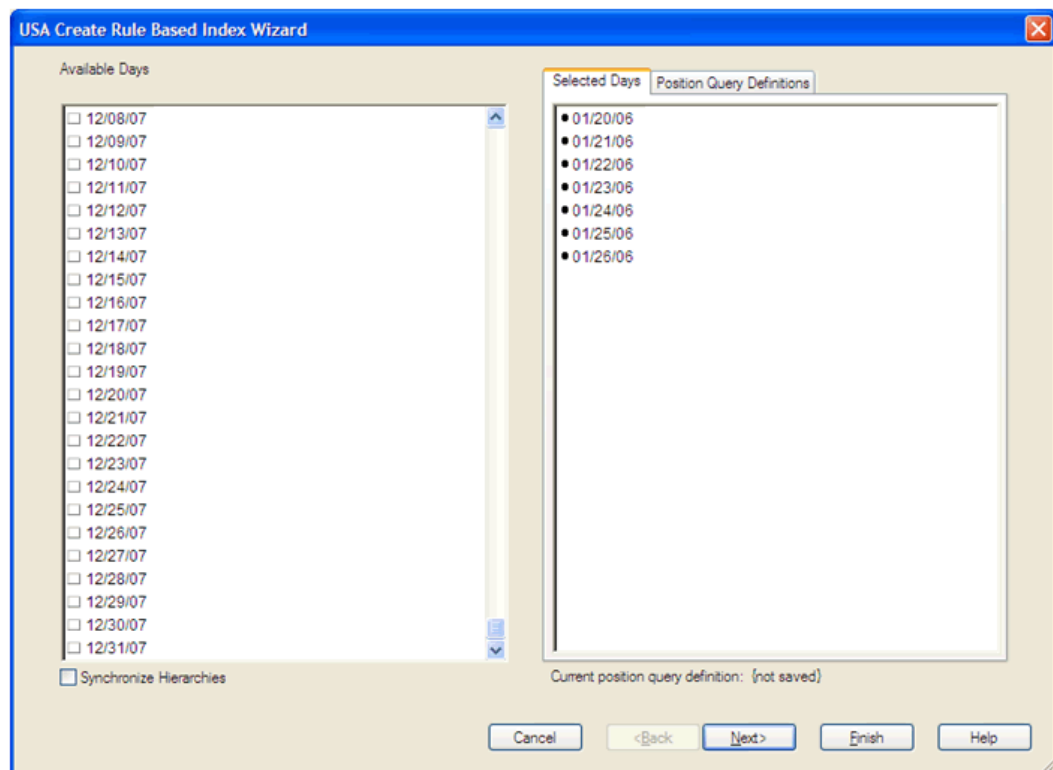 USA Create Rule Based Index Wizard
Available Days
12/08/07
12/09/07
12/10/07
12/11/07
12/12/07
12/13/07
12/14/07
12/15/07
12/16/07
12/17/07
12/18/07
12/19/07
12/20/07
12/21/07
12/22/07
12/23/07
12/24/07
12/25/07
12/26/07
12/27/07
12/28/07
12/29/07
12/30/07
12/31/07
Synchronize Hierarchies
Selected Days
Position Query Definitions
01/20/06
01/21/06
01/22/06
01/23/06
01/24/06
01/25/06
01/26/06
Current position query definition: {not saved}
Cancel
<Back
Next>
Finish
Help